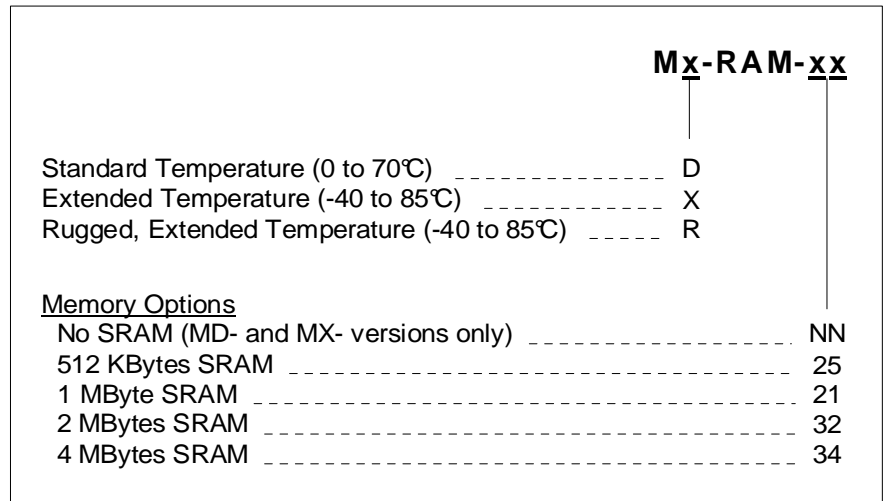 Mx-RAM-xx
Standard Temperature (0 to 70℃) D
Extended Temperature (-40 to 85℃) X
Rugged, Extended Temperature (-40 to 85℃) R
Memory Options
No SRAM (MD- and MX- versions only) NN
512 KBytes SRAM 25
1 MByte SRAM 21
2 MBytes SRAM 32
4 MBytes SRAM 34